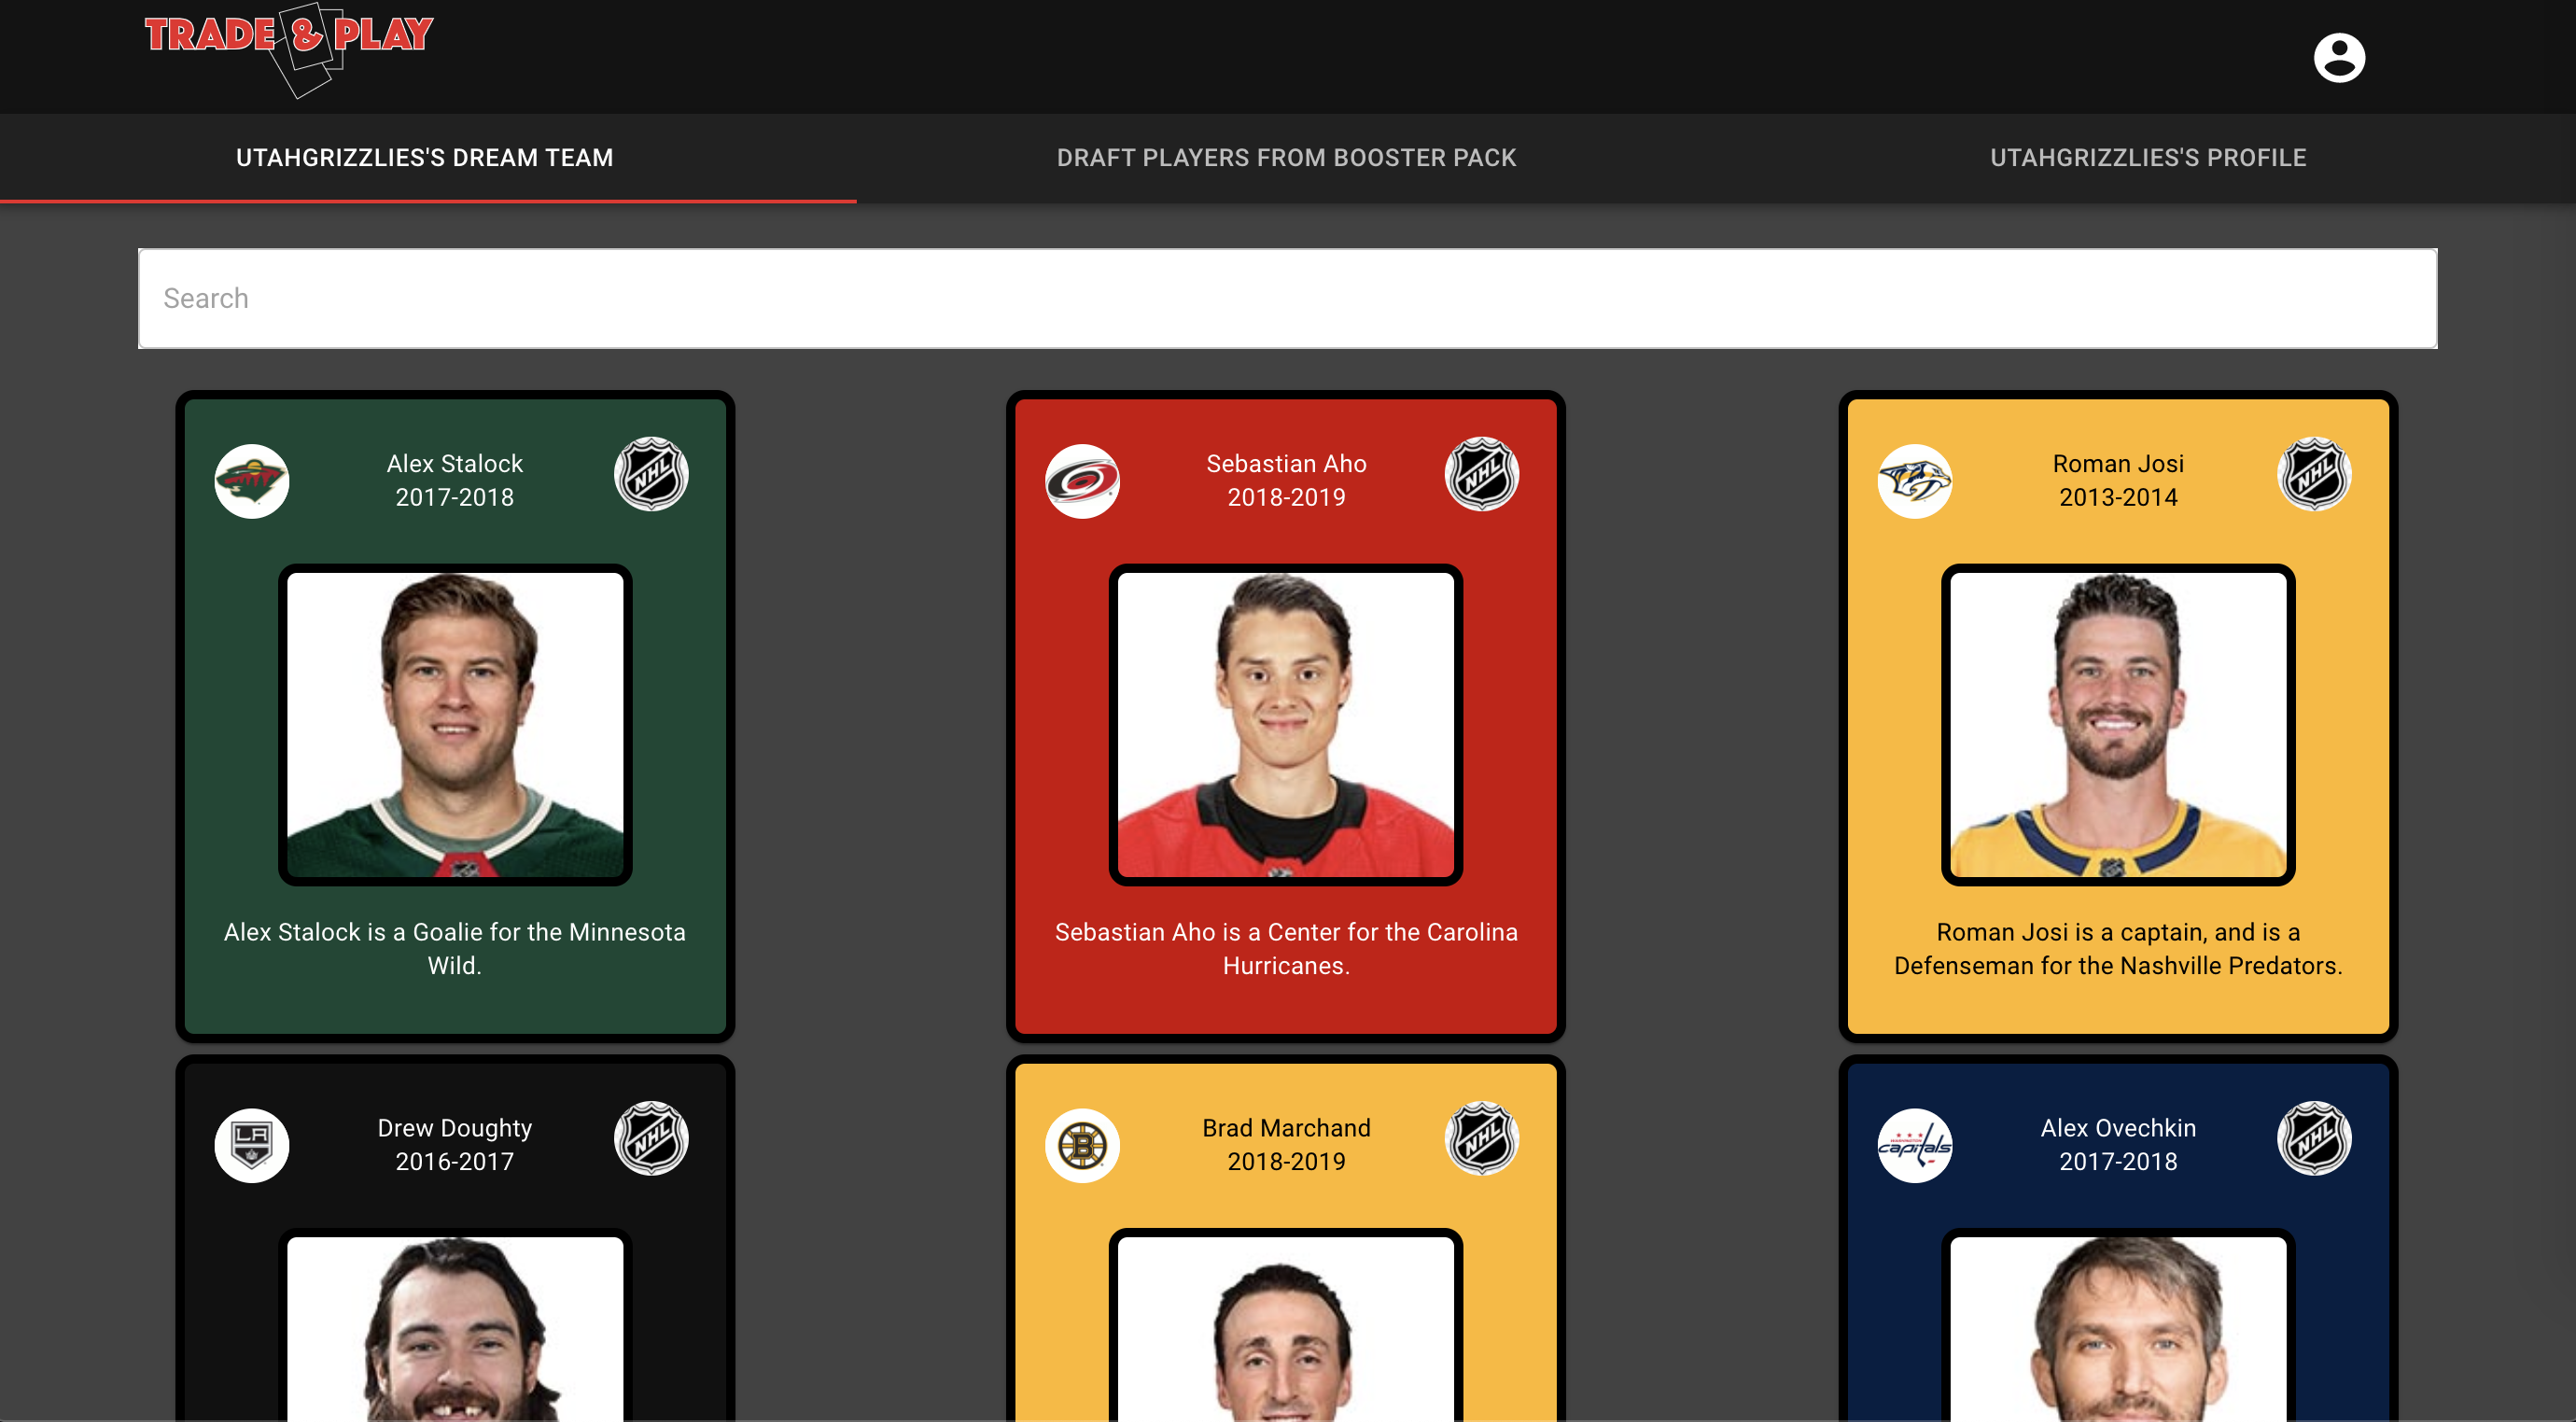 TRADE & PLAY
UTAHGRIZZLIES'S DREAM TEAM
DRAFT PLAYERS FROM BOOSTER PACK
UTAHGRIZZLIES'S PROFILE
Search
Alex Stalock
2017-2018
NHL
Sebastian Aho
2018-2019
NHL
Roman Josi
2013-2014
NHL
Alex Stalock is a Goalie for the Minnesota
Wild.
Sebastian Aho is a Center for the Carolina
Hurricanes.
Roman Josi is a captain, and is a
Defenseman for the Nashville Predators.
LA
Drew Doughty
2016-2017
NHL
B
Brad Marchand
2018-2019
NHL
WASHINGTON
capitals
Alex Ovechkin
2017-2018
NHL